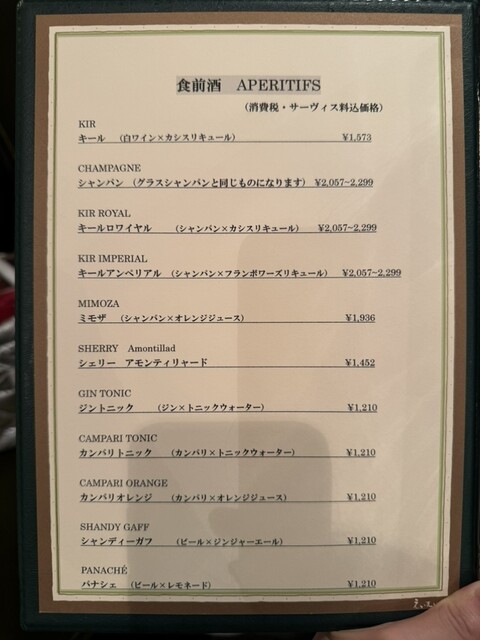 食前酒 APERITIFS
（消費税・サーヴィス料込価格）
KIR
キール （白ワイン×カシスリキュール） ¥1,573
CHAMPAGNE
シャンパン （グラスシャンパンと同じものになります） ¥2,057~2,299
KIR ROYAL
キールロワイヤル （シャンパン×カシスリキュール） ¥2,057~2,299
KIR IMPERIAL
キールアンペリアル （シャンパン×フランボワーズリキュール） ¥2,057~2,299
MIMOZA
ミモザ （シャンパン×オレンジジュース） ¥1,936
SHERRY Amontillad
シェリー アモンティリャード ¥1,452
GIN TONIC
ジントニック （ジン×トニックウォーター） ¥1,210
CAMPARI TONIC
カンパリトニック （カンパリ×トニックウォーター） ¥1,210
CAMPARI ORANGE
カンパリオレンジ （カンパリ×オレンジジュース） ¥1,210
SHANDY GAFF
シャンディーガフ （ビール×ジンジャーエール） ¥1,210
PANACHÉ
パナシェ （ビール×レモネード） ¥1,210